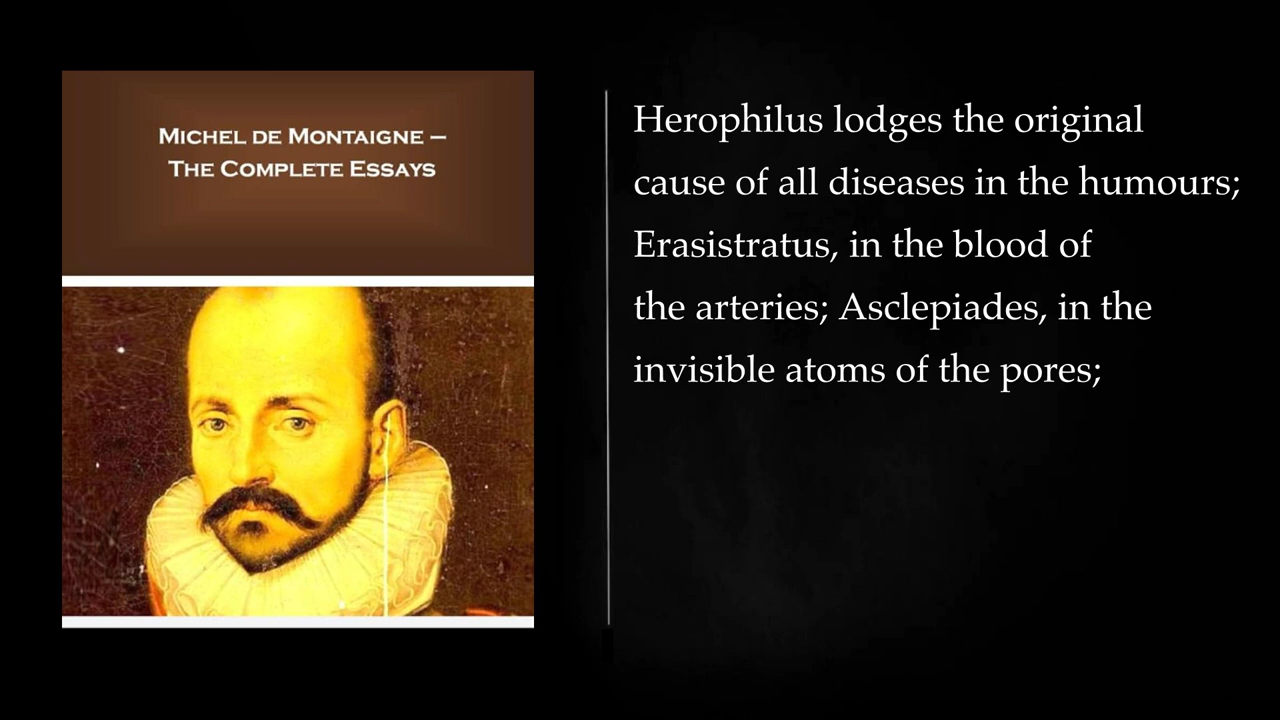 MICHEL DE MONTAIGNE –
THE COMPLETE ESSAYS
Herophilus lodges the original
cause of all diseases in the humours;
Erasistratus, in the blood of
the arteries; Asclepiades, in the
invisible atoms of the pores;